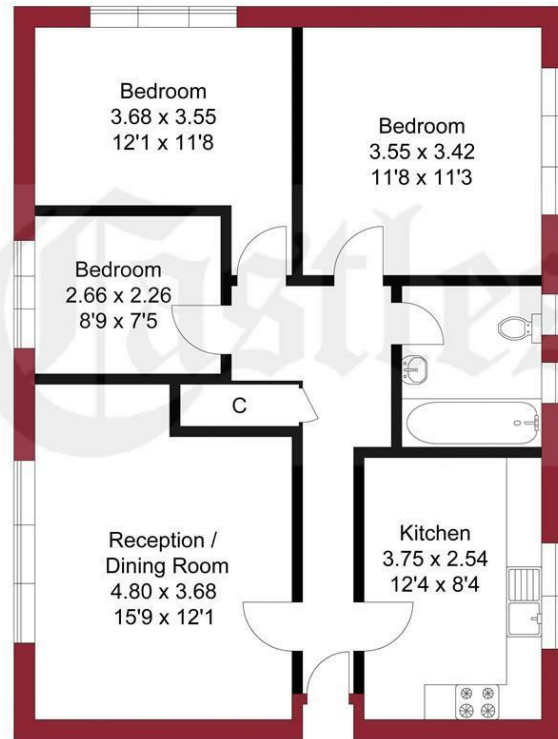 Bedroom
3.68 x 3.55
12'1 x 11'8
Bedroom
3.55 x 3.42
11'8 x 11'3
Bedroom
2.66 x 2.26
8'9 x 7'5
C
Reception /
Dining Room
4.80 x 3.68
15'9 x 12'1
Kitchen
3.75 x 2.54
12'4 x 8'4
Castles